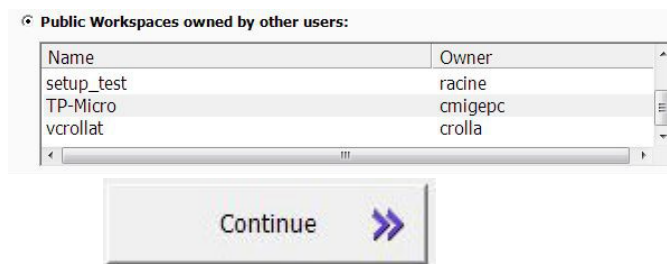 Public Workspaces owned by other users:
Name Owner
setup_test racine
TP-Micro cmigepc
vcrollat crolla
Continue